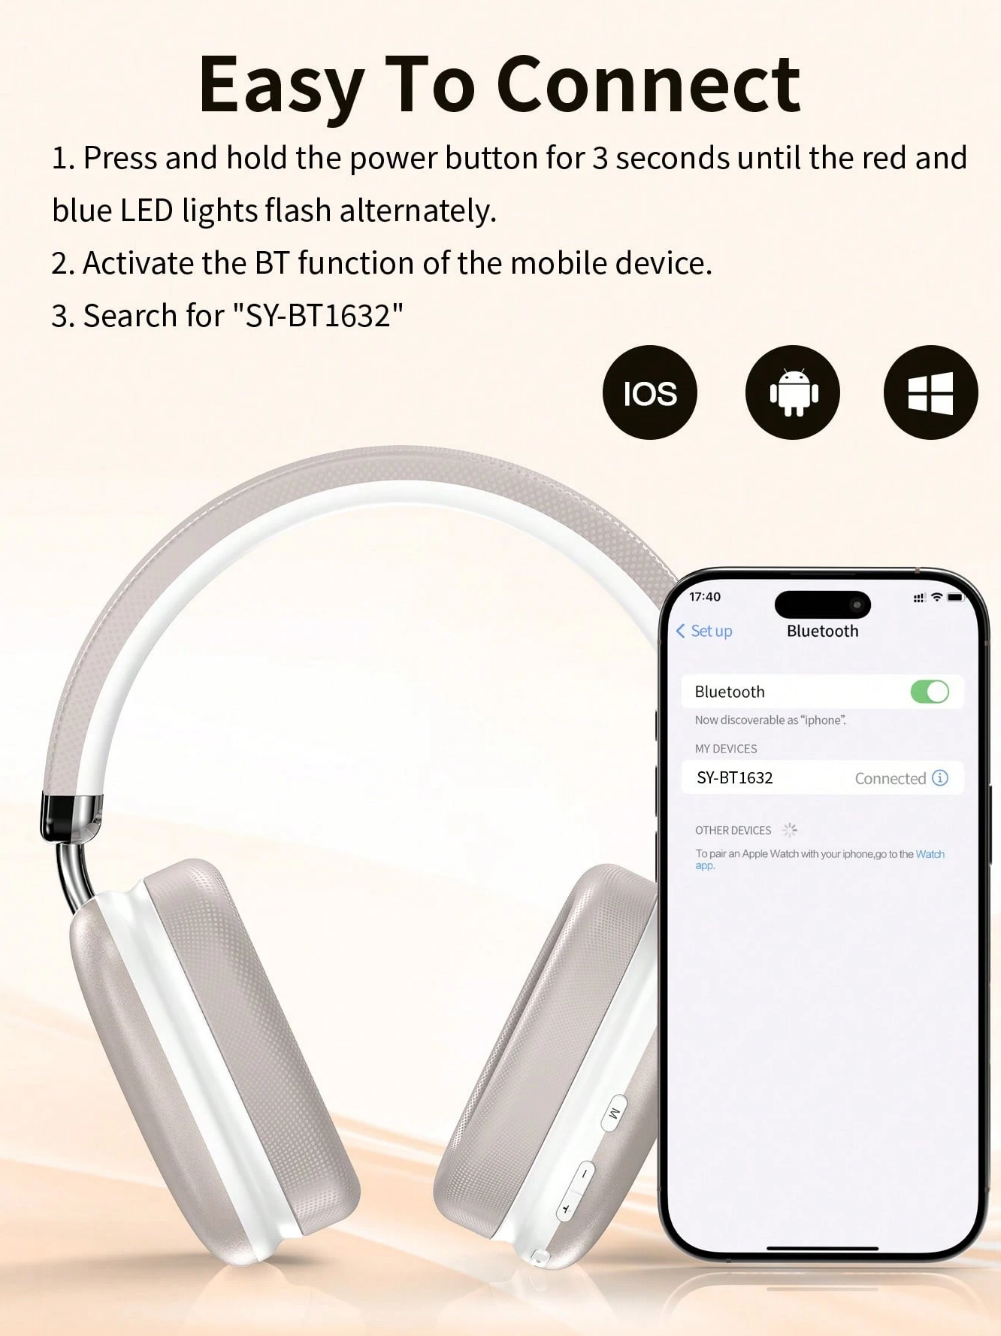 Easy To Connect
1. Press and hold the power button for 3 seconds until the red and
blue LED lights flash alternately.
2. Activate the BT function of the mobile device.
3. Search for "SY-BT1632"
IOS
17:40
Set up
Bluetooth
Bluetooth
Now discoverable as “iphone”.
MY DEVICES
SY-BT1632
Connected
OTHER DEVICES
To pair an Apple Watch with your iphone,go to the Watch
app.
M
−
+